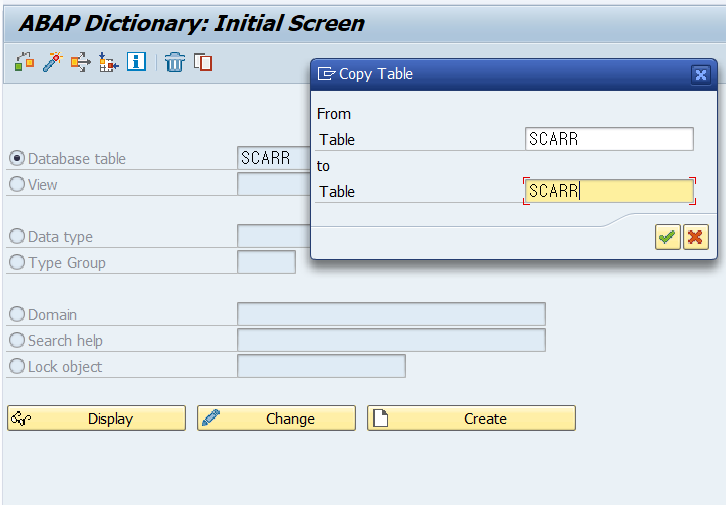 ABAP Dictionary: Initial Screen
Copy Table
From
Table SCARR
to
Table SCARR
Database table SCARR
View
Data type
Type Group
Domain
Search help
Lock object
Display Change Create